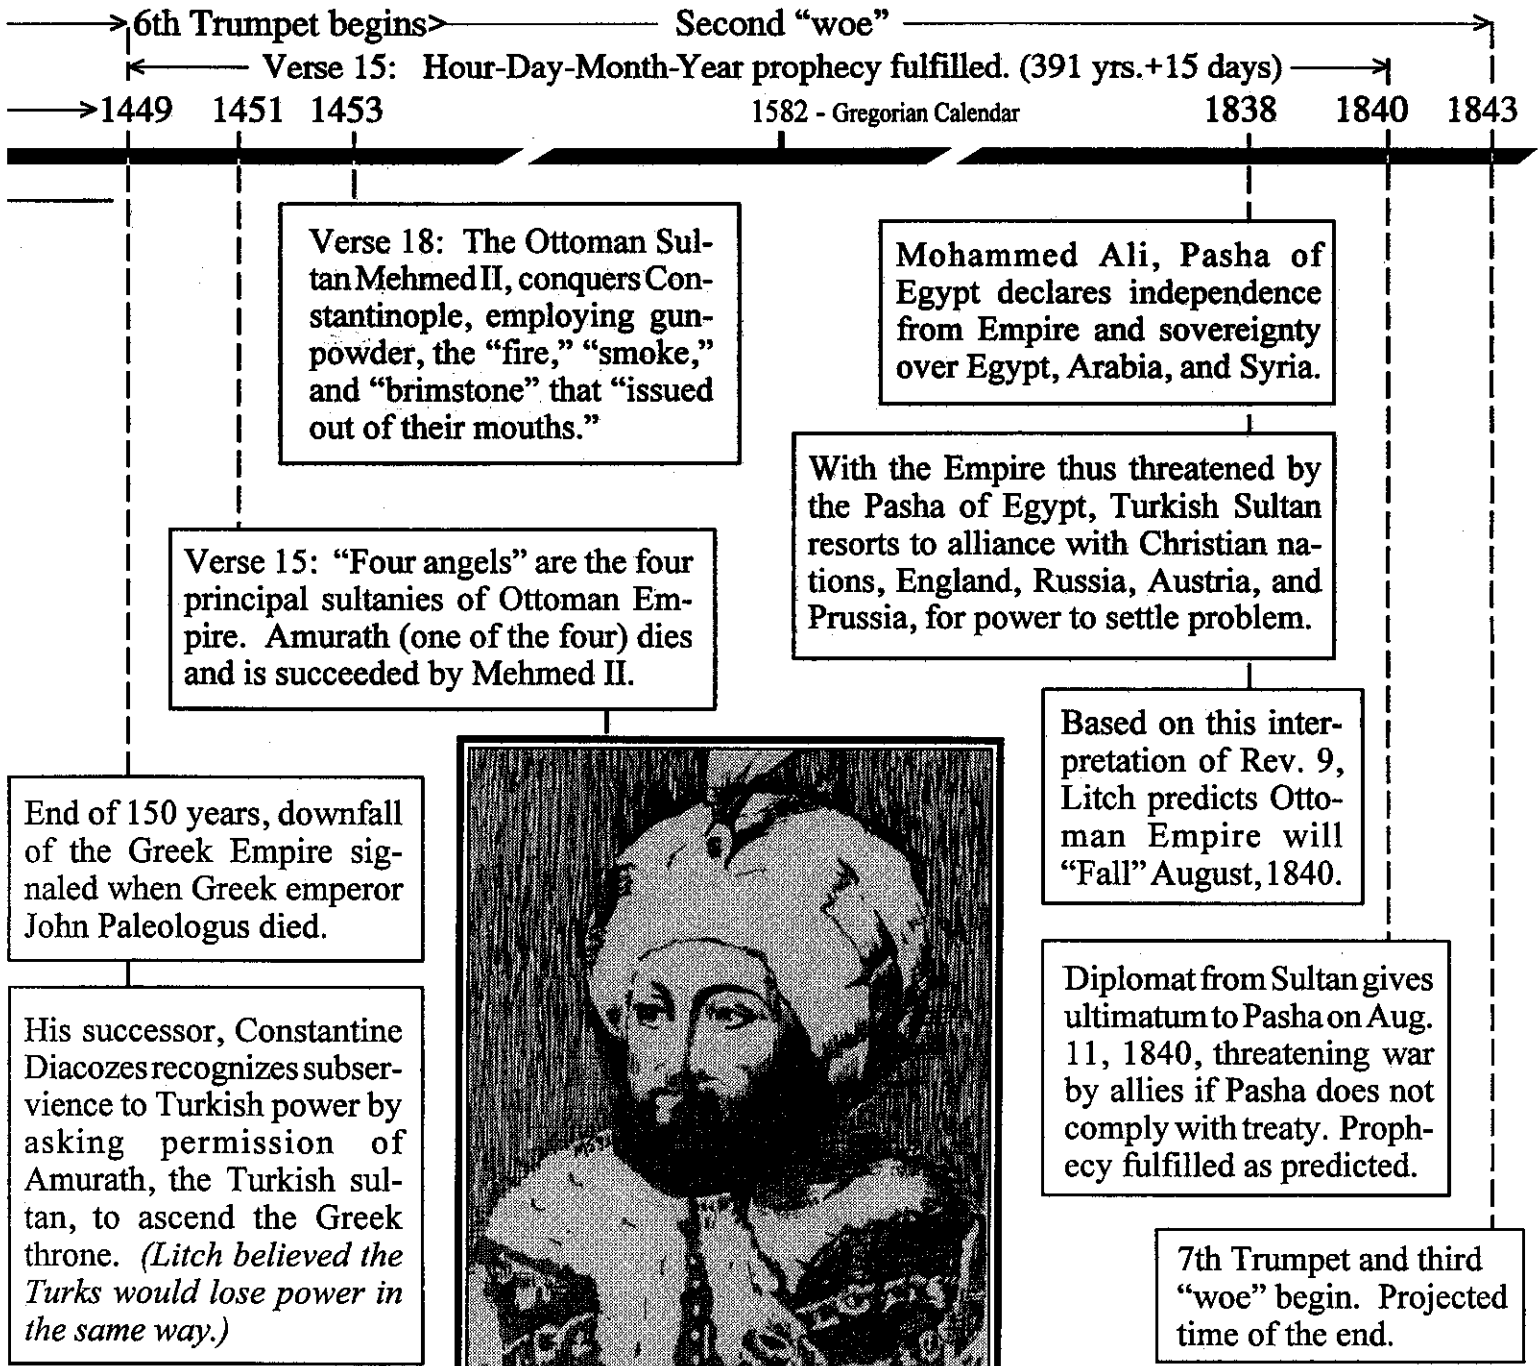 6th Trumpet begins> Second “woe”
Verse 15: Hour-Day-Month-Year prophecy fulfilled. (391 yrs.+15 days)
1449 1451 1453 1582 - Gregorian Calendar 1838 1840 1843
Verse 18: The Ottoman Sul-
tan Mehmed II, conquers Con-
stantinople, employing gun-
powder, the “fire,” “smoke,”
and “brimstone” that “issued
out of their mouths.”
Mohammed Ali, Pasha of
Egypt declares independence
from Empire and sovereignty
over Egypt, Arabia, and Syria.
With the Empire thus threatened by
the Pasha of Egypt, Turkish Sultan
resorts to alliance with Christian na-
tions, England, Russia, Austria, and
Prussia, for power to settle problem.
Verse 15: “Four angels” are the four
principal sultanies of Ottoman Em-
pire. Amurath (one of the four) dies
and is succeeded by Mehmed II.
Based on this inter-
pretation of Rev. 9,
Litch predicts Otto-
man Empire will
“Fall” August, 1840.
End of 150 years, downfall
of the Greek Empire sig-
naled when Greek emperor
John Paleologus died.
Diplomat from Sultan gives
ultimatum to Pasha on Aug.
11, 1840, threatening war
by allies if Pasha does not
comply with treaty. Proph-
ecy fulfilled as predicted.
His successor, Constantine
Diacozes recognizes subser-
vience to Turkish power by
asking permission of
Amurath, the Turkish sul-
tan, to ascend the Greek
throne. (Litch believed the
Turks would lose power in
the same way.)
7th Trumpet and third
“woe” begin. Projected
time of the end.